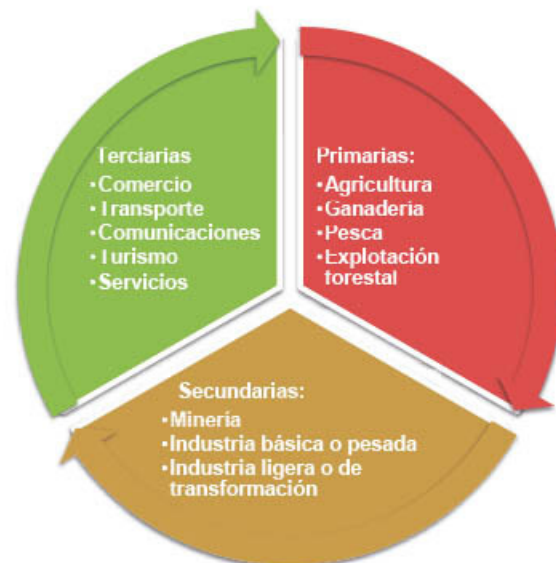 Terciarias
•Comercio
•Transporte
•Comunicaciones
•Turismo
•Servicios
Primarias:
•Agricultura
•Ganadería
•Pesca
•Explotación
forestal
Secundarias:
•Minería
•Industria básica o pesada
•Industria ligera o de
transformación